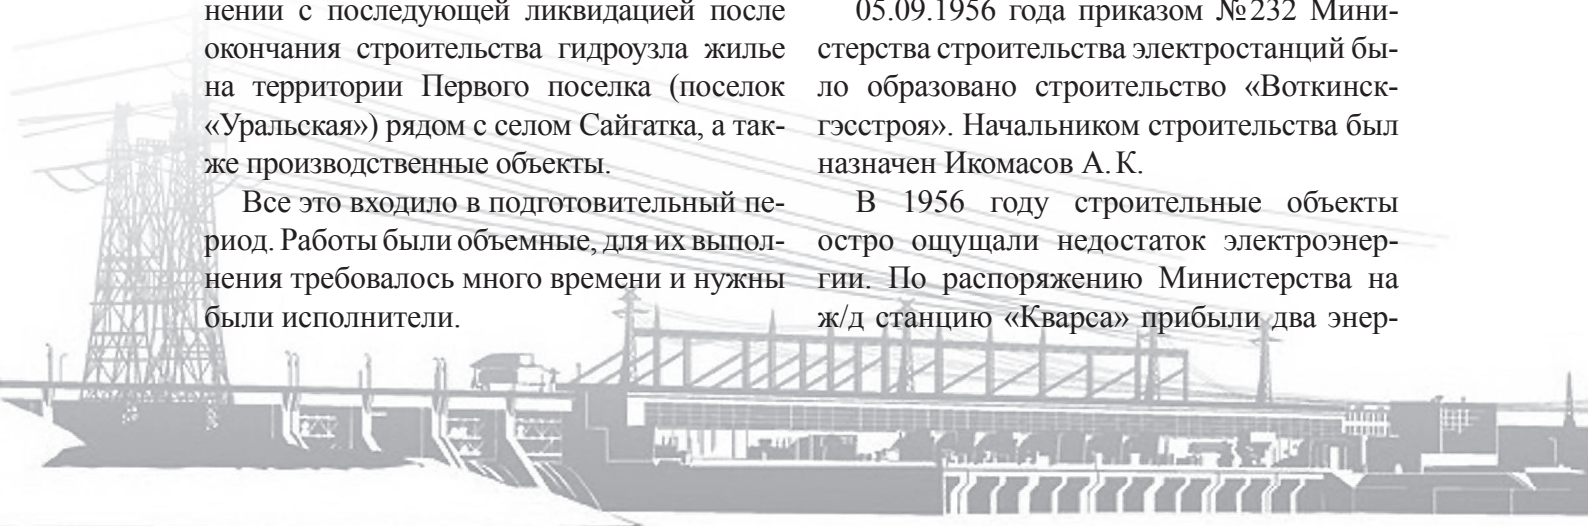 нении с последующей ликвидацией после
окончания строительства гидроузла жилье
на территории Первого поселка (поселок
«Уральская») рядом с селом Сайгатка, а так-
же производственные объекты.
Все это входило в подготовительный пе-
риод. Работы были объемные, для их выпол-
нения требовалось много времени и нужны
были исполнители.
05.09.1956 года приказом №232 Мини-
стерства строительства электростанций бы-
ло образовано строительство «Воткинск-
гэсстроя». Начальником строительства был
назначен Икомасов А. К.
В 1956 году строительные объекты
остро ощущали недостаток электроэнер-
гии. По распоряжению Министерства на
ж/д станцию «Кварса» прибыли два энер-